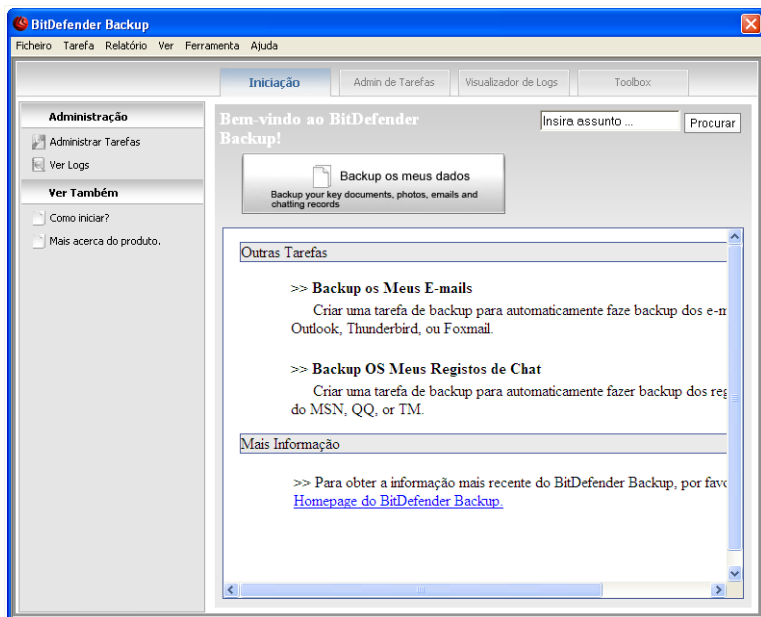 BitDefender Backup
Ficheiro Tarefa Relatório Ver Ferramenta Ajuda
Iniciação Admin de Tarefas Visualizador de Logs Toolbox
Administração
Administrar Tarefas
Ver Logs
Ver Também
Como iniciar?
Mais acerca do produto.
Bem-vindo ao BitDefender
Backup!
Insira assunto ...
Procurar
Backup os meus dados
Backup your key documents, photos, emails and
chatting records
Outras Tarefas
>> Backup os Meus E-mails
Criar uma tarefa de backup para automaticamente faze backup dos e-m
Outlook, Thunderbird, ou Foxmail.
>> Backup OS Meus Registos de Chat
Criar uma tarefa de backup para automaticamente fazer backup dos reg
do MSN, QQ, or TM.
Mais Informação
>> Para obter a informação mais recente do BitDefender Backup, por favo
Homepage do BitDefender Backup.